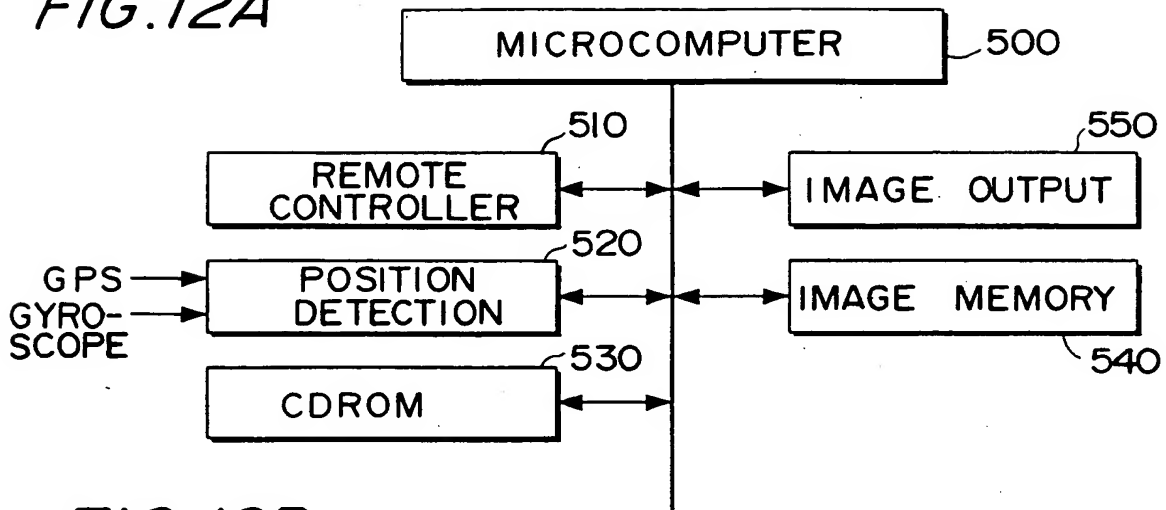 FIG.12A
MICROCOMPUTER
500
510
550
REMOTE
CONTROLLER
IMAGE OUTPUT
520
GPS
POSITION
DETECTION
IMAGE MEMORY
GYRO-
SCOPE
530
540
CDROM